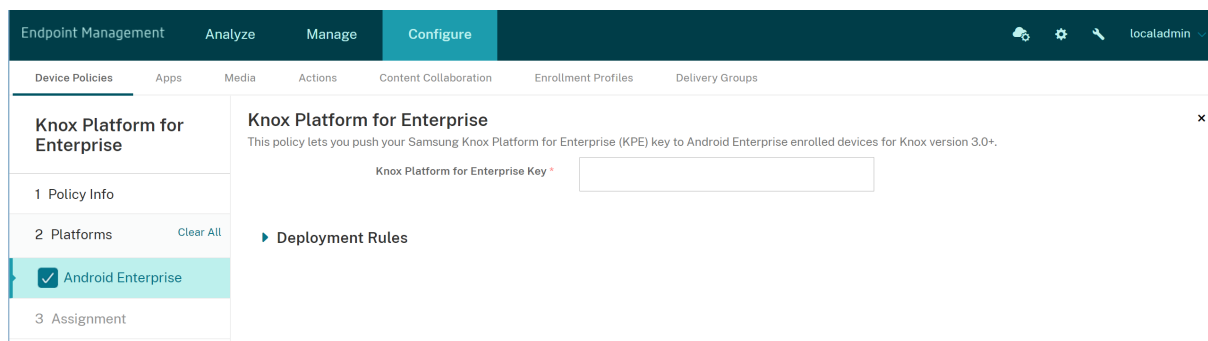 Endpoint Management Analyze Manage Configure localadmin
Device Policies Apps Media Actions Content Collaboration Enrollment Profiles Delivery Groups
Knox Platform for
Enterprise
1 Policy Info
2 Platforms Clear All
Android Enterprise
3 Assignment
Knox Platform for Enterprise
This policy lets you push your Samsung Knox Platform for Enterprise (KPE) key to Android Enterprise enrolled devices for Knox version 3.0+.
Knox Platform for Enterprise Key *
Deployment Rules